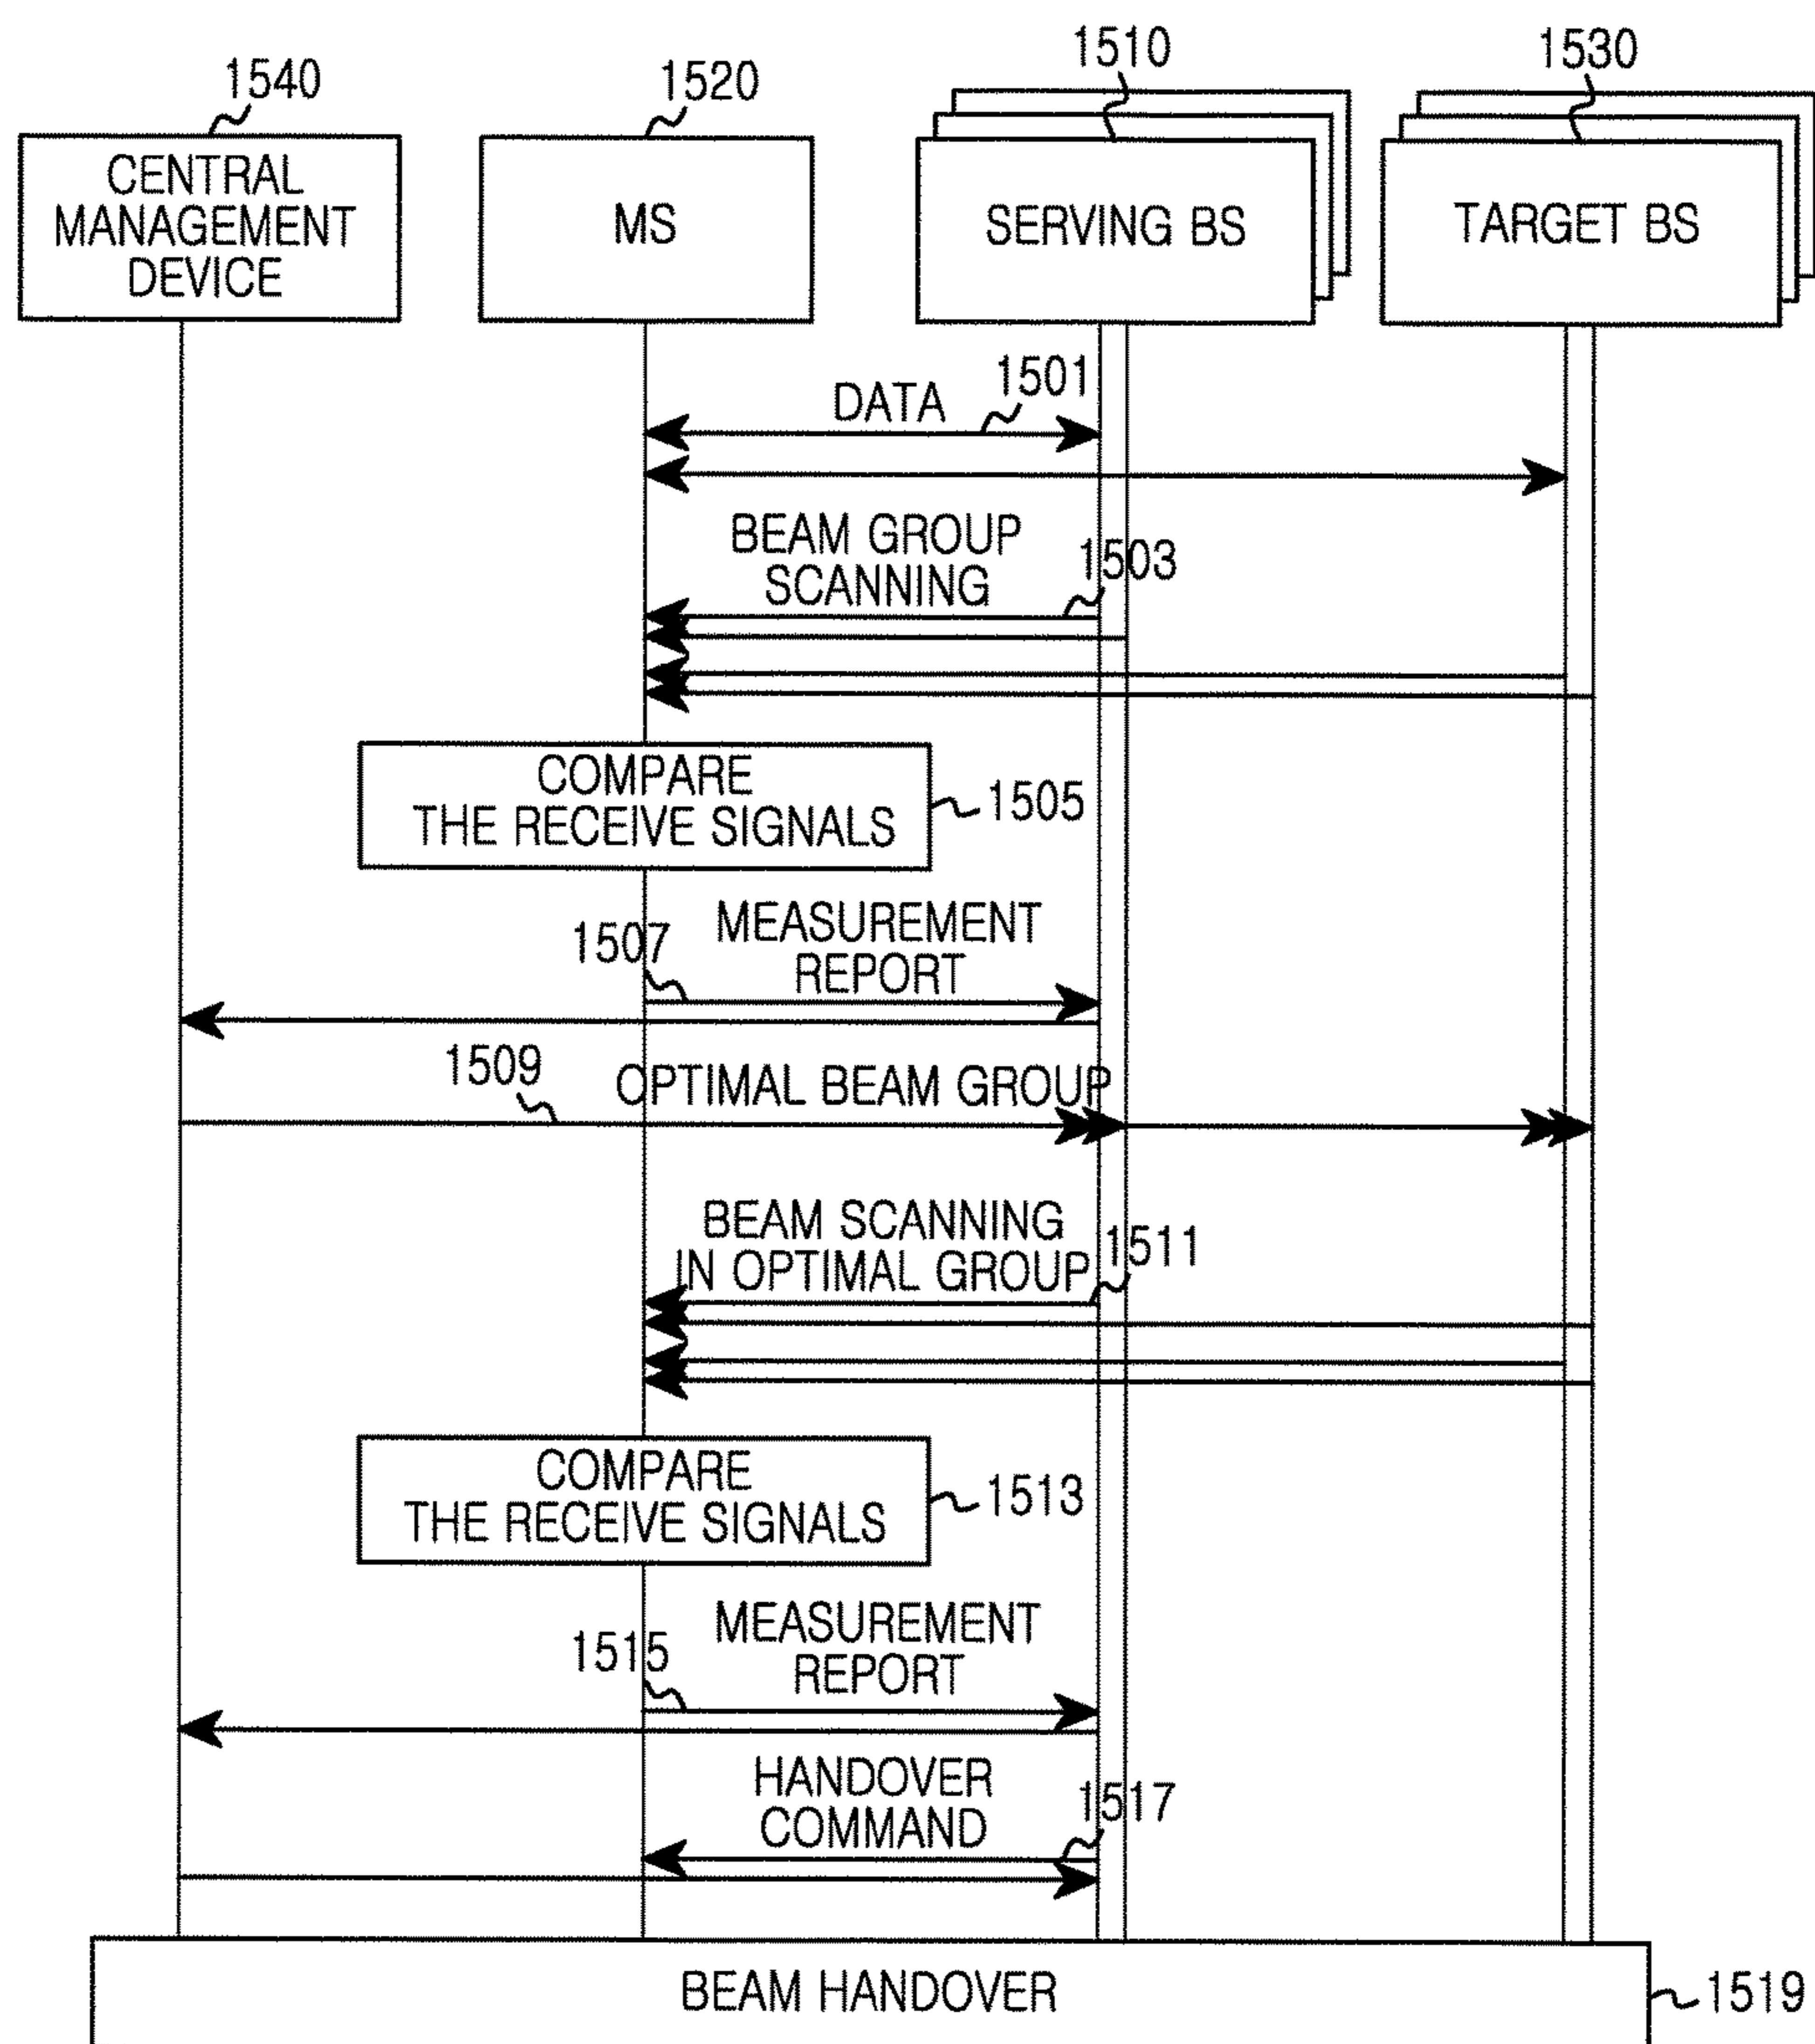 1540
1520
1510
1530
CENTRAL
MANAGEMENT
DEVICE
MS
SERVING BS
TARGET BS
DATA
1501
BEAM GROUP
SCANNING
1503
COMPARE
THE RECEIVE SIGNALS
1505
MEASUREMENT
REPORT
1507
1509
OPTIMAL BEAM GROUP
BEAM SCANNING
IN OPTIMAL GROUP
1511
COMPARE
THE RECEIVE SIGNALS
1513
MEASUREMENT
REPORT
1515
HANDOVER
COMMAND
1517
BEAM HANDOVER
1519